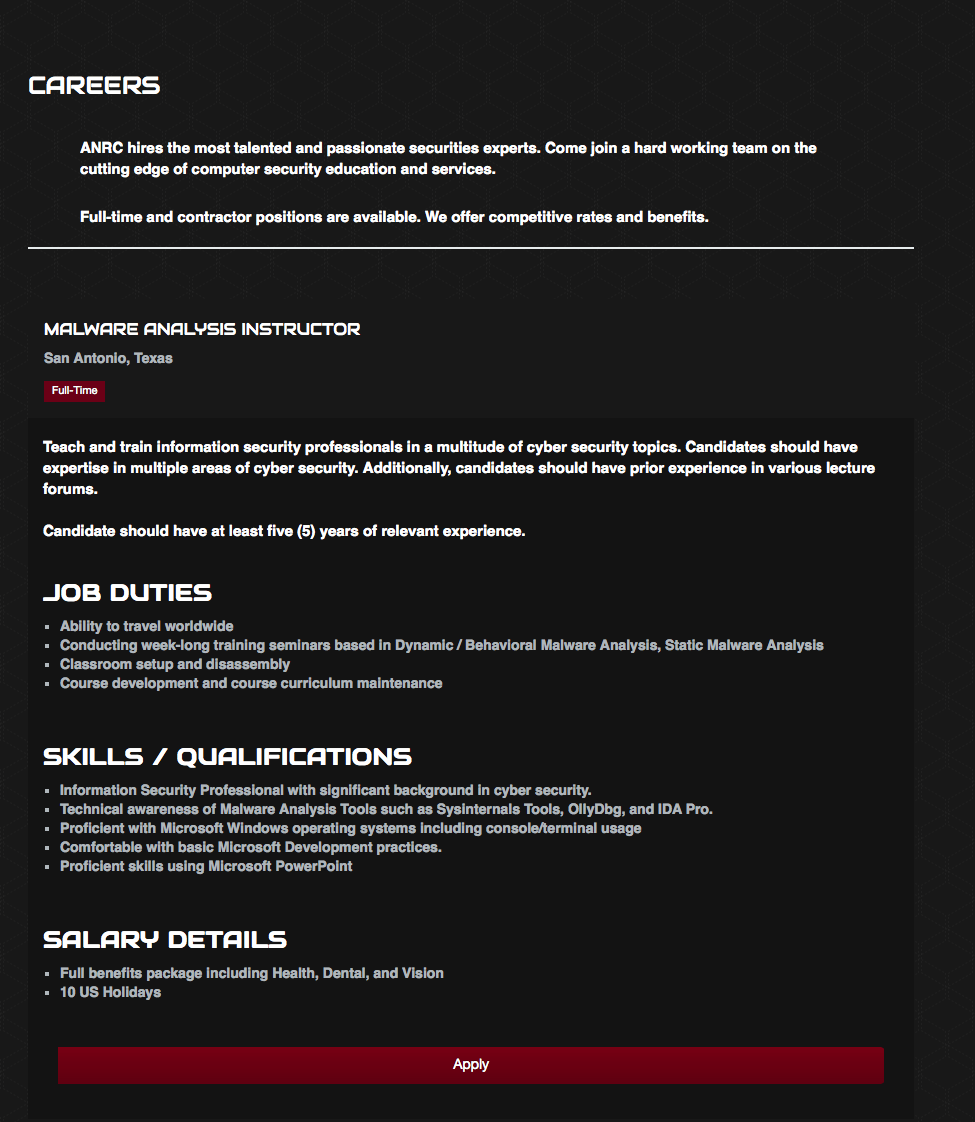 CAREERS
ANRC hires the most talented and passionate securities experts. Come join a hard working team on the
cutting edge of computer security education and services.
Full-time and contractor positions are available. We offer competitive rates and benefits.
MALWARE ANALYSIS INSTRUCTOR
San Antonio, Texas
Full-Time
Teach and train information security professionals in a multitude of cyber security topics. Candidates should have
expertise in multiple areas of cyber security. Additionally, candidates should have prior experience in various lecture
forums.
Candidate should have at least five (5) years of relevant experience.
JOB DUTIES
▪ Ability to travel worldwide
▪ Conducting week-long training seminars based in Dynamic / Behavioral Malware Analysis, Static Malware Analysis
▪ Classroom setup and disassembly
▪ Course development and course curriculum maintenance
SKILLS / QUALIFICATIONS
▪ Information Security Professional with significant background in cyber security.
▪ Technical awareness of Malware Analysis Tools such as Sysinternals Tools, OllyDbg, and IDA Pro.
▪ Proficient with Microsoft Windows operating systems including console/terminal usage
▪ Comfortable with basic Microsoft Development practices.
▪ Proficient skills using Microsoft PowerPoint
SALARY DETAILS
▪ Full benefits package including Health, Dental, and Vision
▪ 10 US Holidays
Apply